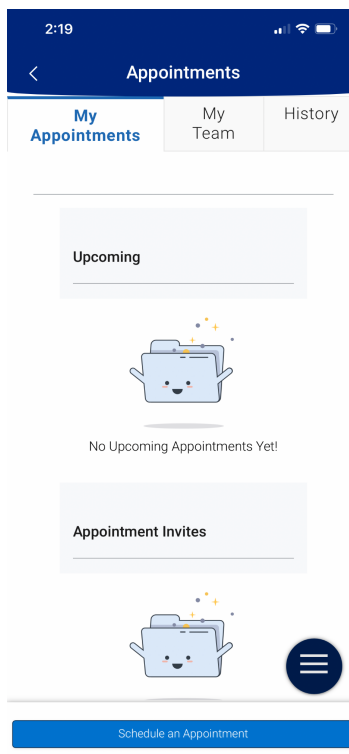 2:19
Appointments
My Appointments
My Team
History
Upcoming
No Upcoming Appointments Yet!
Appointment Invites
Schedule an Appointment